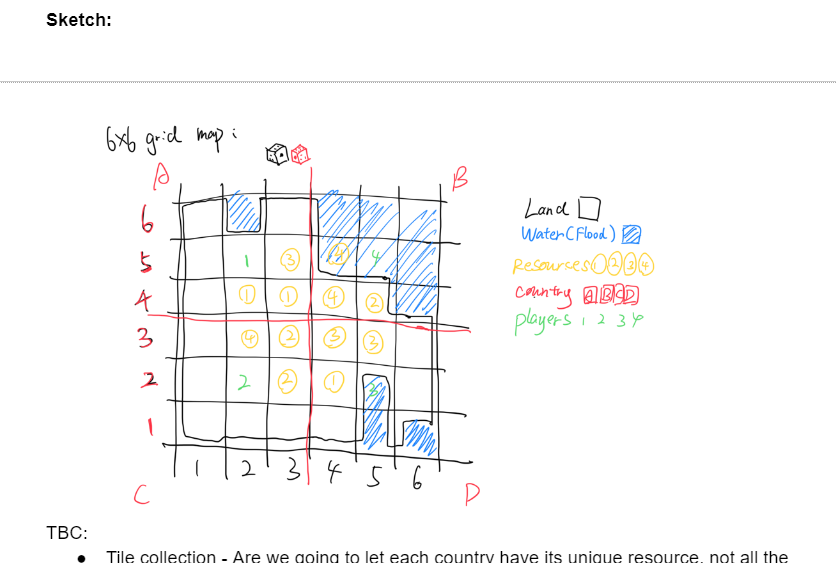 Sketch:
6x6 grid map :
A B
6
5 1 3 4
4 1 1 4 2
3 4 2 3 3
2 2 2 1
1
1 2 3 4 5 6
C D
Land
Water(Flood)
Resources 1 2 3 4
Country A B C D
Players 1 2 3 4
TBC:
● Tile collection - Are we going to let each country have its unique resource, not all the